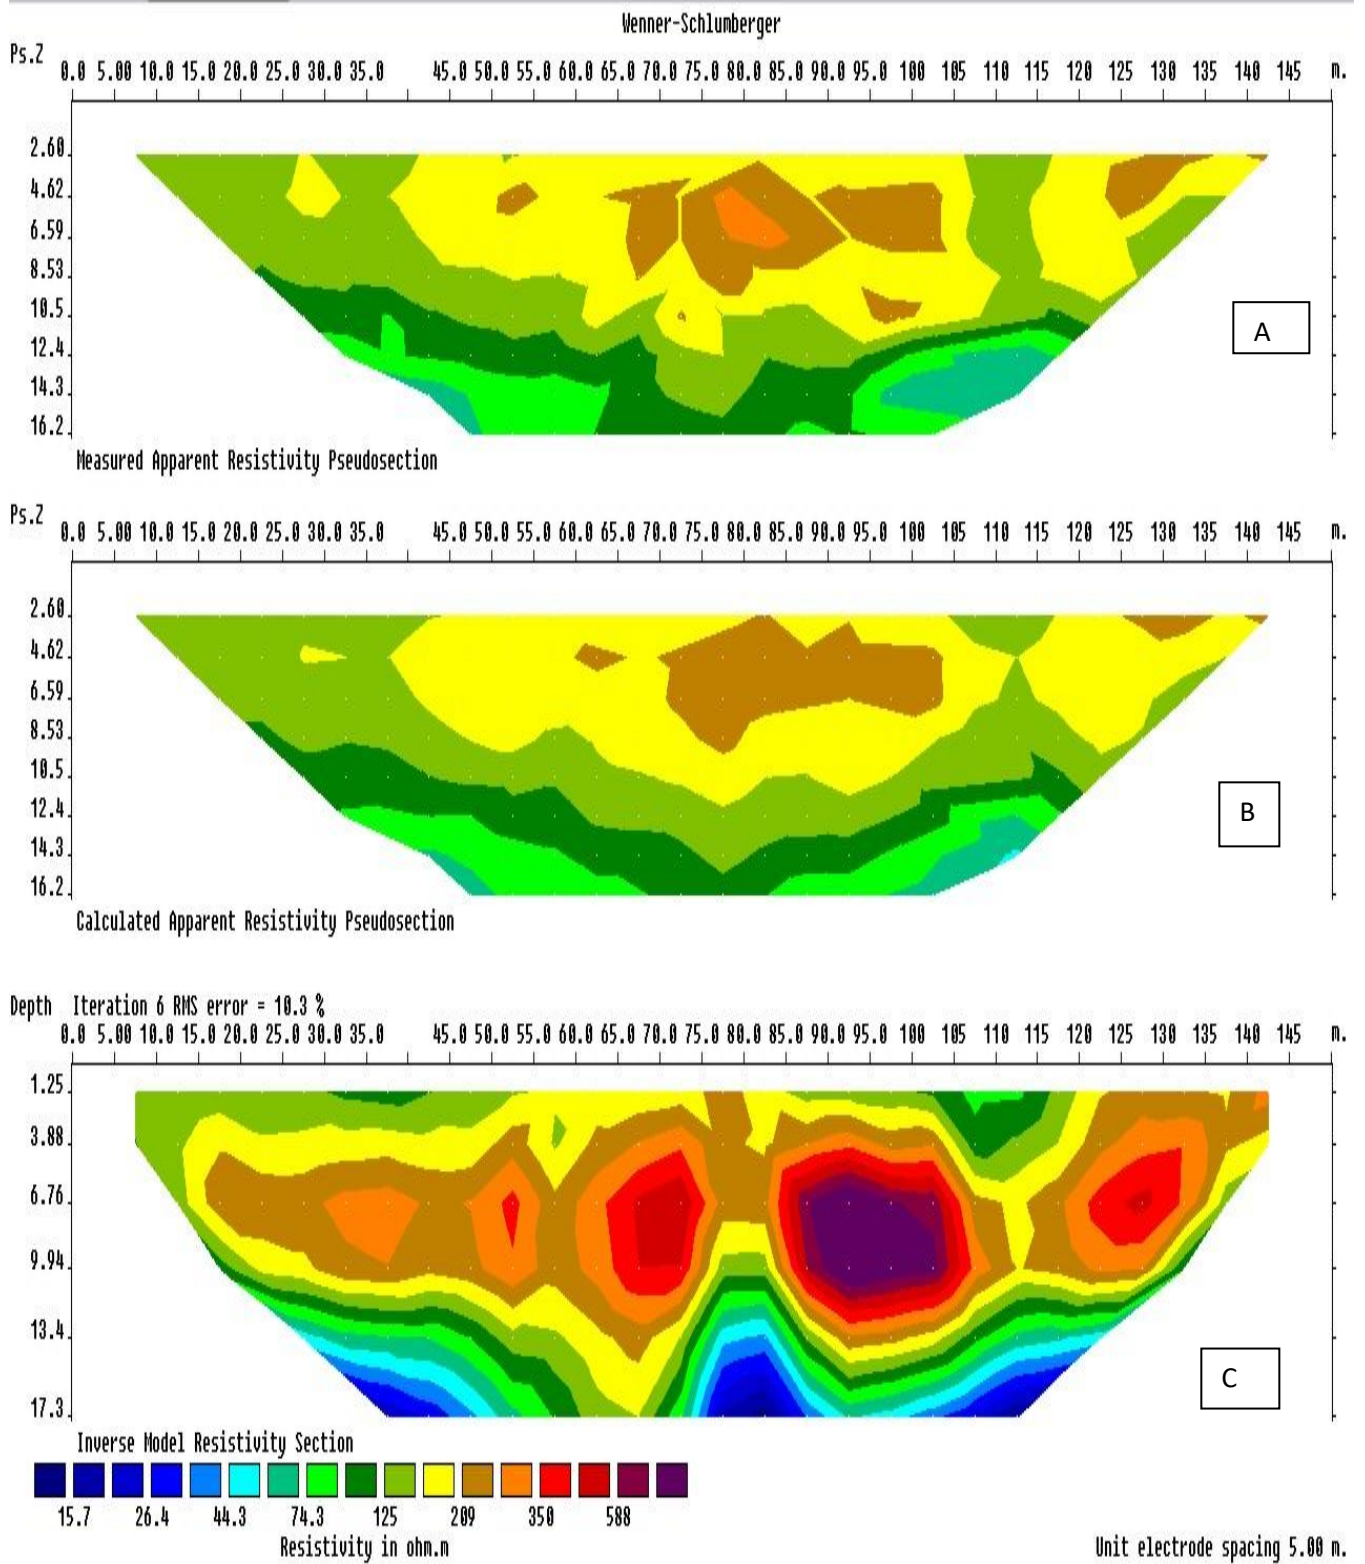 Wenner-Schlumberger
Ps.Z 0.0 5.00 10.0 15.0 20.0 25.0 30.0 35.0 45.0 50.0 55.0 60.0 65.0 70.0 75.0 80.0 85.0 90.0 95.0 100 105 110 115 120 125 130 135 140 145 m.
2.60
4.62
6.59
8.53
10.5
A
12.4
14.3
16.2
Measured Apparent Resistivity Pseudosection
Ps.Z 0.0 5.00 10.0 15.0 20.0 25.0 30.0 35.0 45.0 50.0 55.0 60.0 65.0 70.0 75.0 80.0 85.0 90.0 95.0 100 105 110 115 120 125 130 135 140 145 m.
2.60
4.62
6.59
8.53
10.5
B
12.4
14.3
16.2
Calculated Apparent Resistivity Pseudosection
Depth Iteration 6 RMS error = 10.3 %
0.0 5.00 10.0 15.0 20.0 25.0 30.0 35.0 45.0 50.0 55.0 60.0 65.0 70.0 75.0 80.0 85.0 90.0 95.0 100 105 110 115 120 125 130 135 140 145 m.
1.25
3.88
6.76
9.94
13.4
C
17.3
Inverse Model Resistivity Section
15.7 26.4 44.3 74.3 125 209 350 588
Resistivity in ohm.m
Unit electrode spacing 5.00 m.